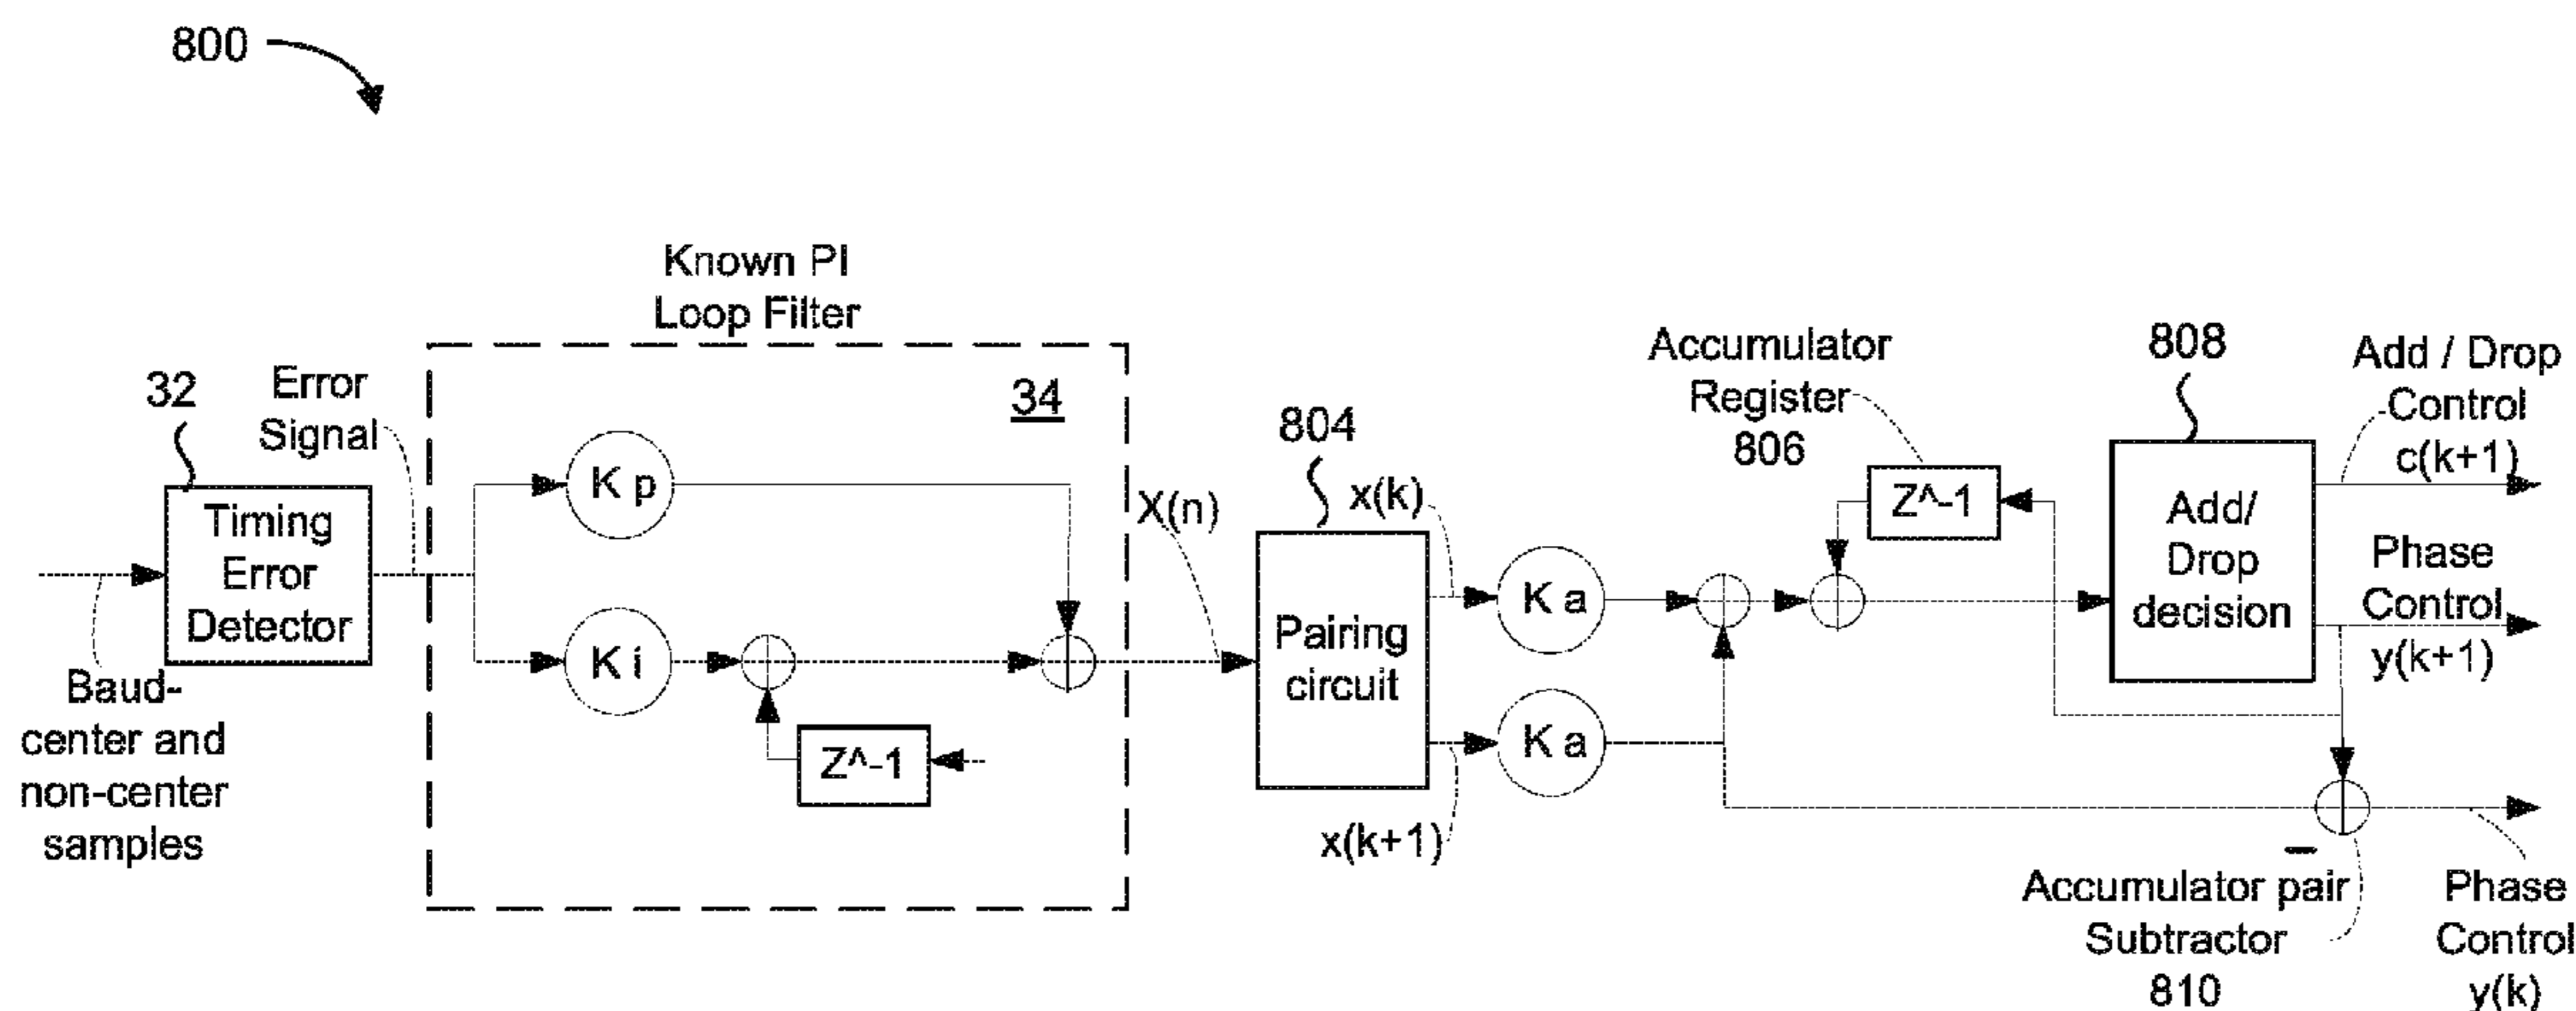 800
Known PI
Loop Filter
34
32
Error
Signal
Timing
Error
Detector
Baud-
center and
non-center
samples
K p
K i
Z^-1
X(n)
804
Pairing
circuit
x(k)
x(k+1)
K a
K a
Accumulator
Register
806
Z^-1
808
Add/
Drop
decision
Add / Drop
Control
c(k+1)
Phase
Control
y(k+1)
Accumulator pair
Subtractor
810
Phase
Control
y(k)